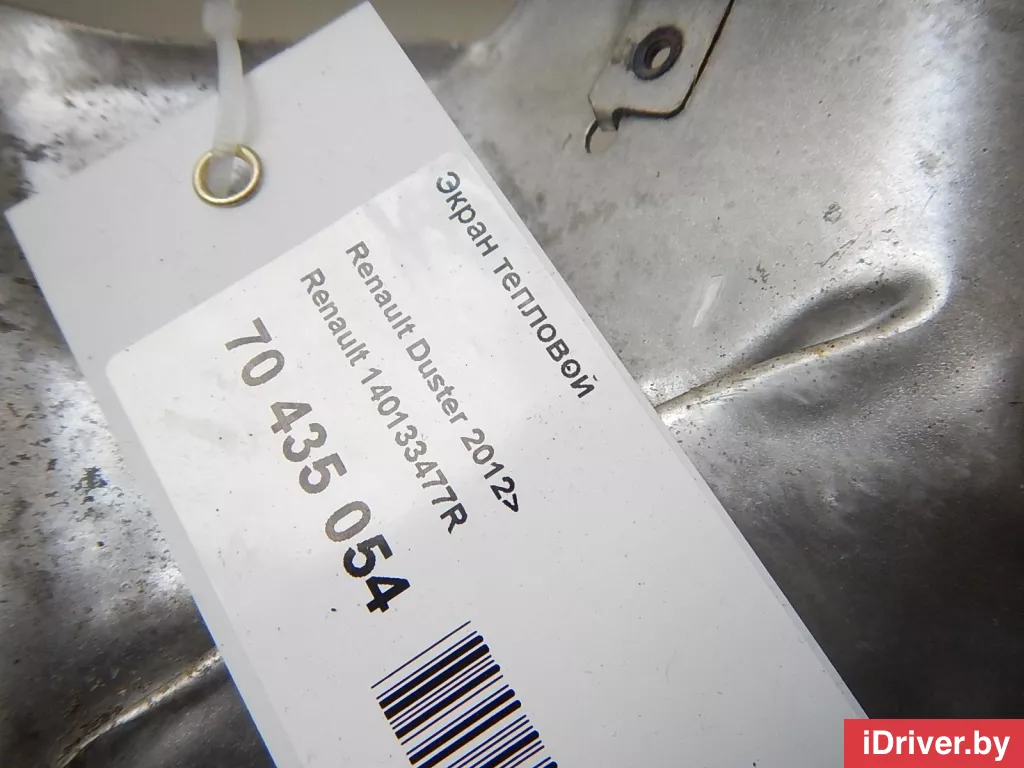 Экран тепловой
Renault Duster 2012>
Renault 140133477R
70 435 054
iDriver.by